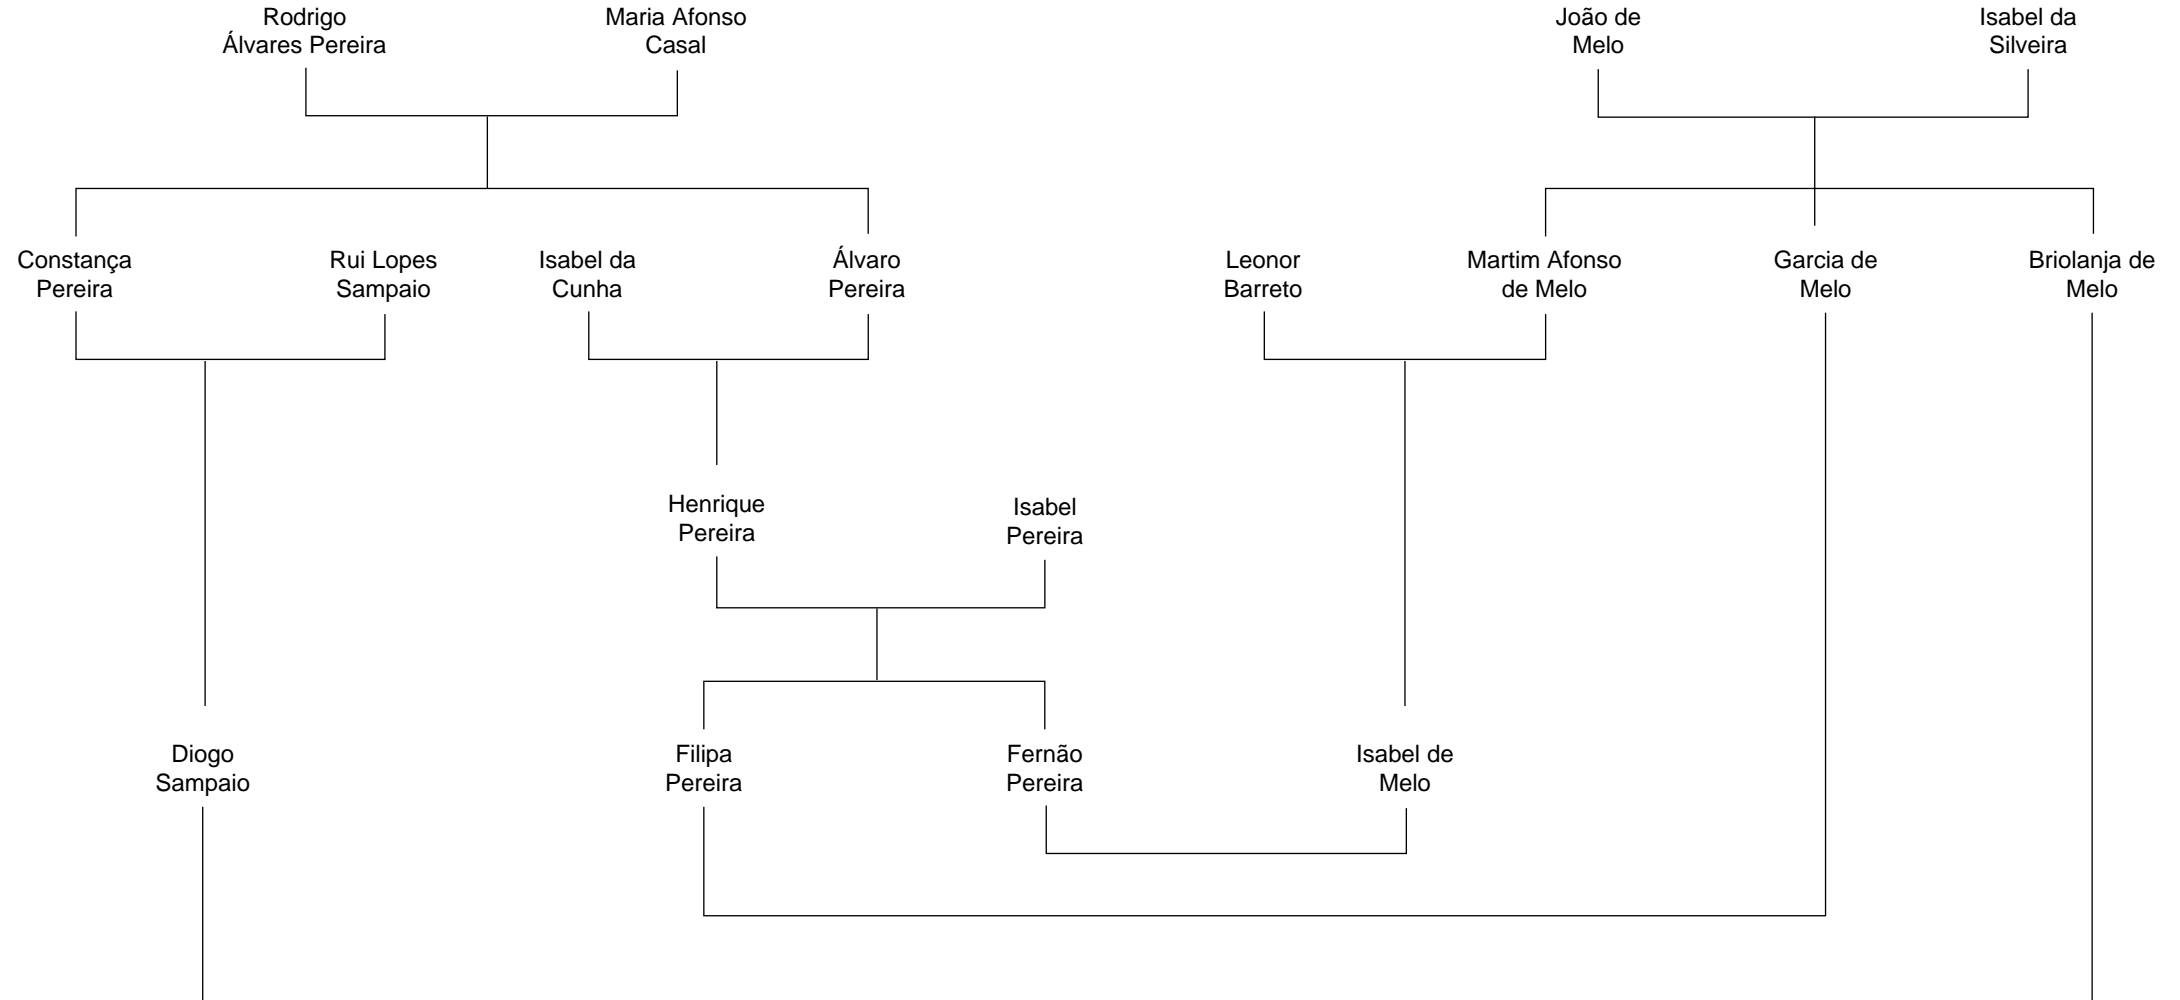 Rodrigo
Álvares Pereira
Maria Afonso
Casal
João de
Melo
Isabel da
Silveira
Constança
Pereira
Rui Lopes
Sampaio
Isabel da
Cunha
Álvaro
Pereira
Leonor
Barreto
Martim Afonso
de Melo
Garcia de
Melo
Briolanja de
Melo
Henrique
Pereira
Isabel
Pereira
Diogo
Sampaio
Filipa
Pereira
Fernão
Pereira
Isabel de
Melo